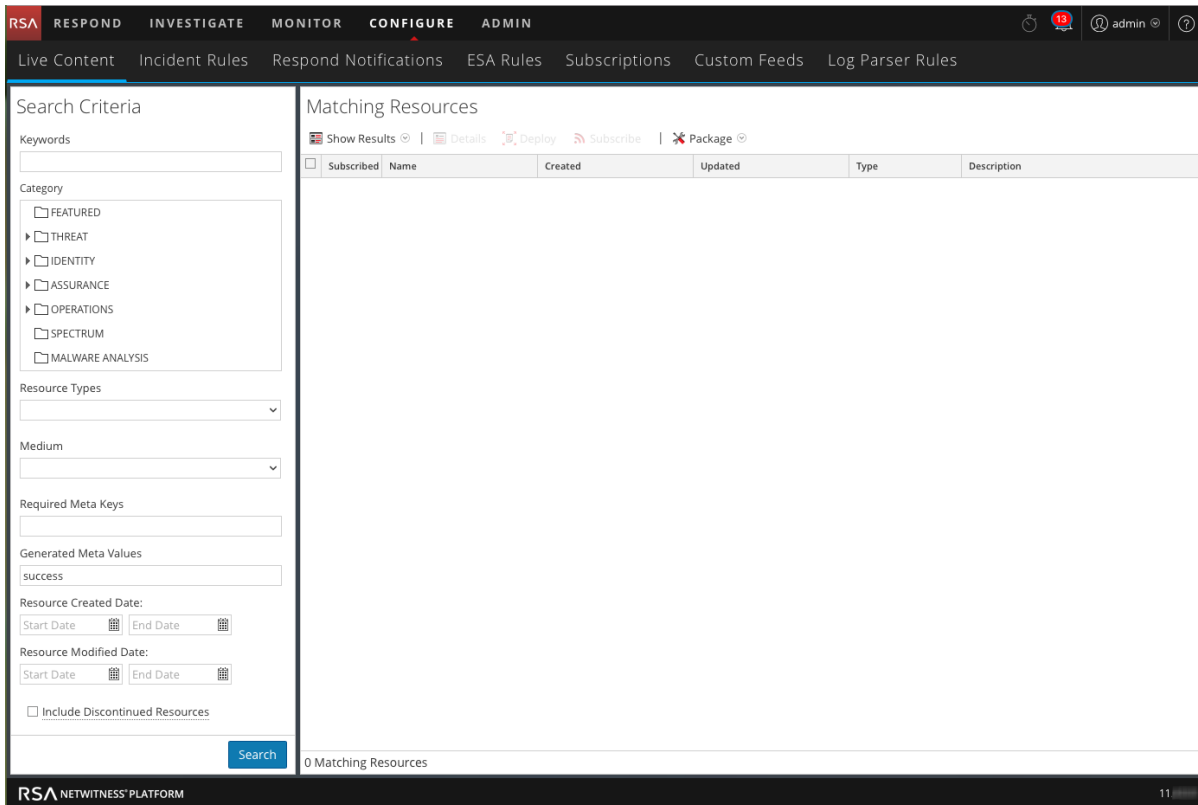 RSA RESPOND INVESTIGATE MONITOR CONFIGURE ADMIN 13 admin ?
Live Content Incident Rules Respond Notifications ESA Rules Subscriptions Custom Feeds Log Parser Rules
Search Criteria
Keywords
Category
FEATURED
THREAT
IDENTITY
ASSURANCE
OPERATIONS
SPECTRUM
MALWARE ANALYSIS
Resource Types
Medium
Required Meta Keys
Generated Meta Values
success
Resource Created Date:
Start Date End Date
Resource Modified Date:
Start Date End Date
Include Discontinued Resources
Search
Matching Resources
Show Results | Details Deploy Subscribe | Package
Subscribed Name Created Updated Type Description
0 Matching Resources
RSA NETWITNESS® PLATFORM
11.